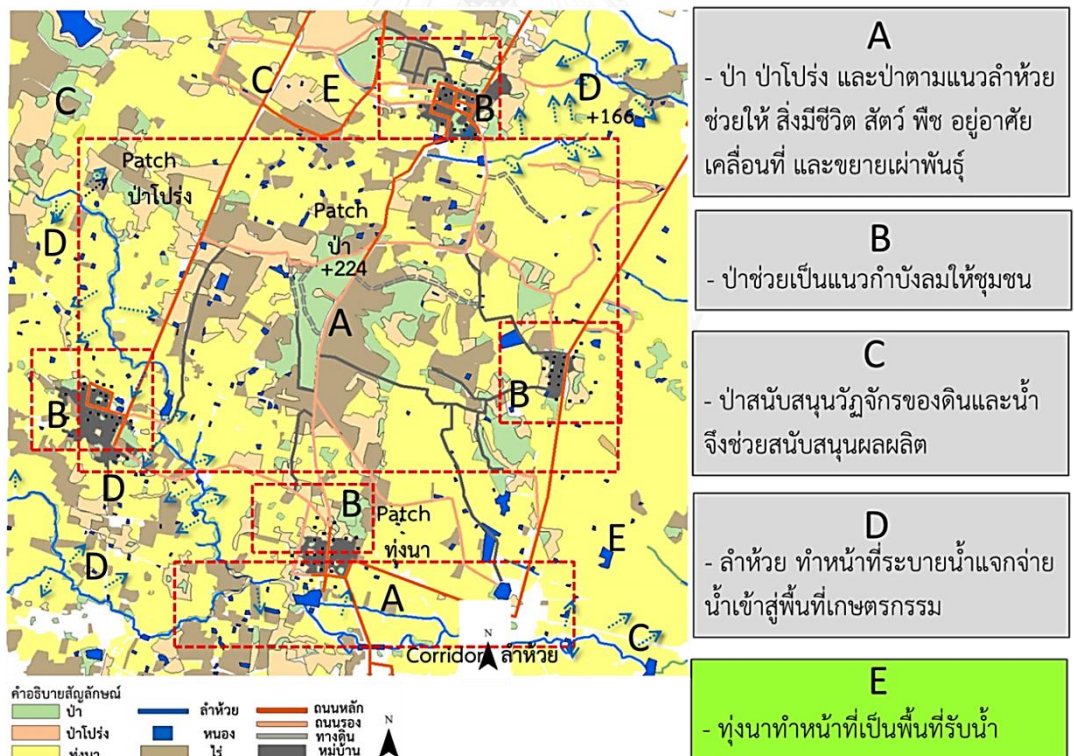 C
E
B
D
+166
C
Patch
ป่าโปร่ง
Patch
ป่า
+224
D
A
B
B
D
B
Patch
ทุ่งนา
E
D
A
C
N
Corridor ลำห้วย
คำอธิบายสัญลักษณ์
ป่า
ป่าโปร่ง
ทุ่งนา
ลำห้วย
หนอง
ไร่
ถนนหลัก
ถนนรอง
ทางดิน
หมู่บ้าน
N
A
- ป่า ป่าโปร่ง และป่าตามแนวลำห้วย
ช่วยให้ สิ่งมีชีวิต สัตว์ พืช อยู่อาศัย
เคลื่อนที่ และขยายเผ่าพันธุ์
B
- ป่าช่วยเป็นแนวกำบังลมให้ชุมชน
C
- ป่าสนับสนุนวัฏจักรของดินและน้ำ
จึงช่วยสนับสนุนผลผลิต
D
- ลำห้วย ทำหน้าที่ระบายน้ำแจกจ่าย
น้ำเข้าสู่พื้นที่เกษตรกรรม
E
- ทุ่งนาทำหน้าที่เป็นพื้นที่รับน้ำ